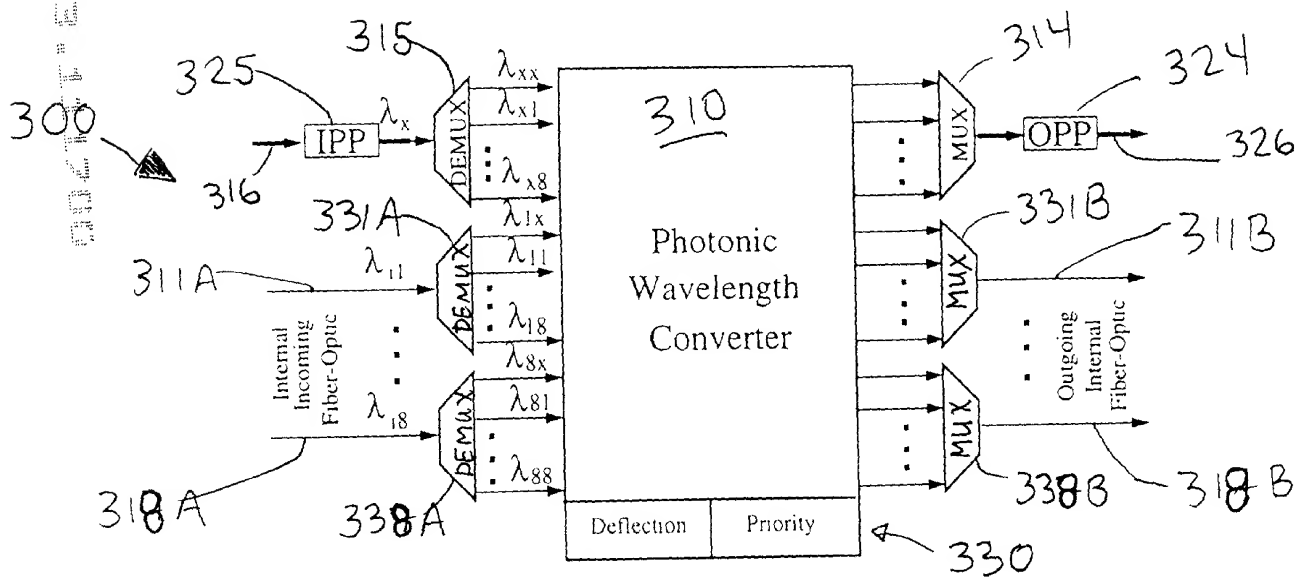 315
314
325
324
300
IPP
λx
DEMUX
λxx
λx1
λx8
310
MUX
OPP
326
316
331A
λ1x
λ11
λ18
331B
311B
311A
λi1
DEMUX
Photonic
Wavelength
Converter
MUX
Internal
Incoming
Fiber-Optic
Outgoing
Internal
Fiber-Optic
λi8
DEMUX
λ8x
λ81
λ88
MUX
318A
338A
Deflection
Priority
338B
318B
330